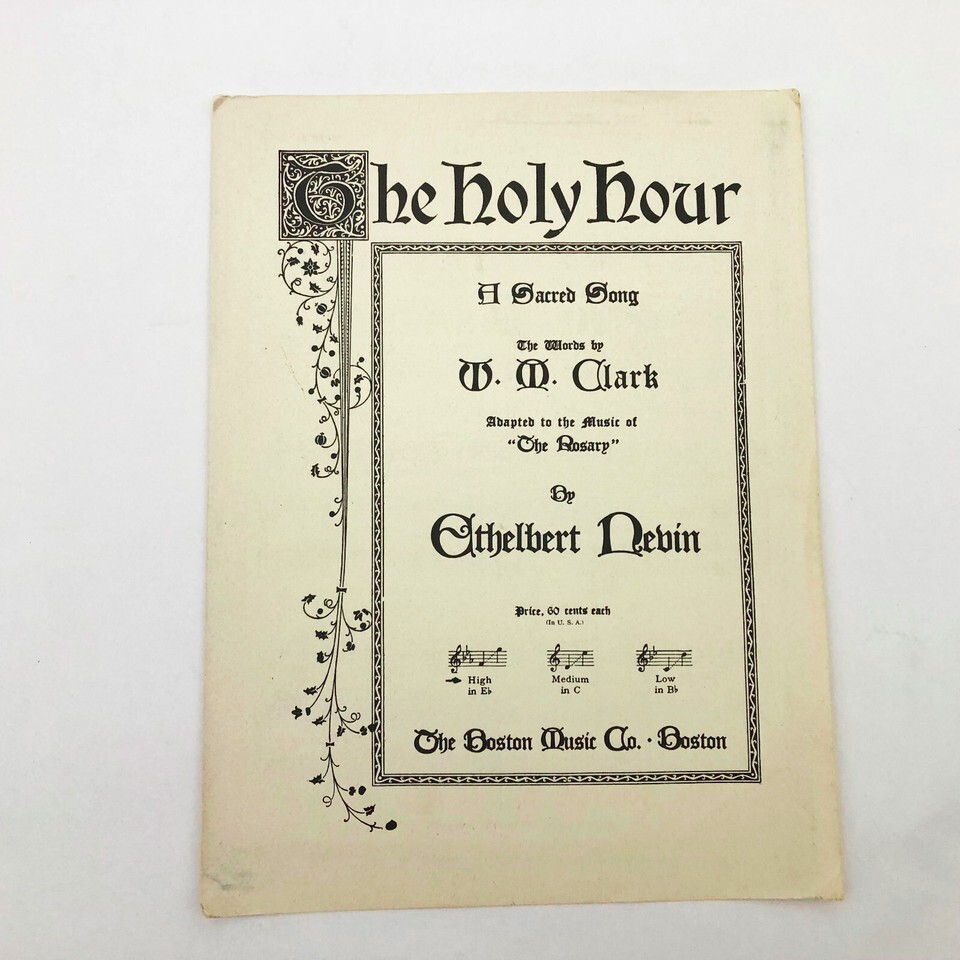 The Holy Hour
A Sacred Song
The Words by
W. M. Clark
Adapted to the Music of
"The Rosary"
By
Ethelbert Nevin
Price, 60 cents each
(In U. S. A.)
High Medium Low
in E♭ in C in B♭
The Boston Music Co. · Boston